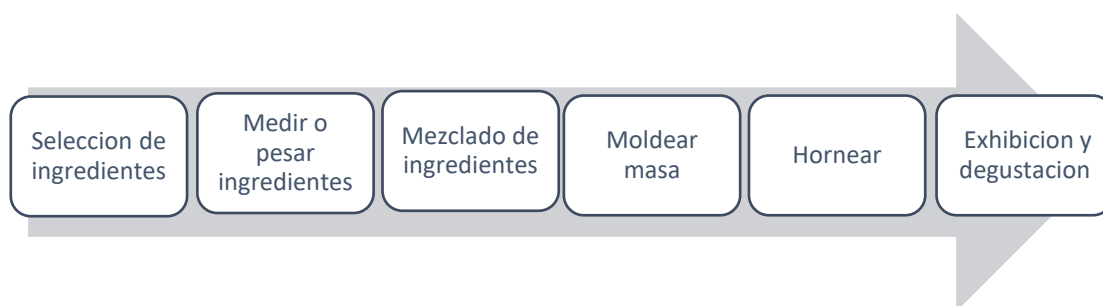 Seleccion de
ingredientes
Medir o
pesar
ingredientes
Mezclado de
ingredientes
Moldear
masa
Hornear
Exhibicion y
degustacion